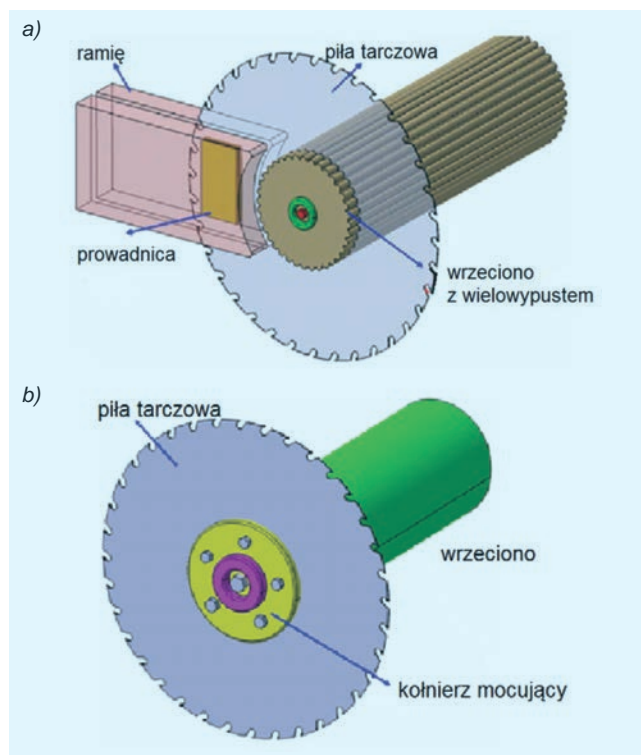 a)
ramię
piła tarczowa
prowadnica
wrzeciono
z wielowypustem
b)
piła tarczowa
wrzeciono
kołnierz mocujący